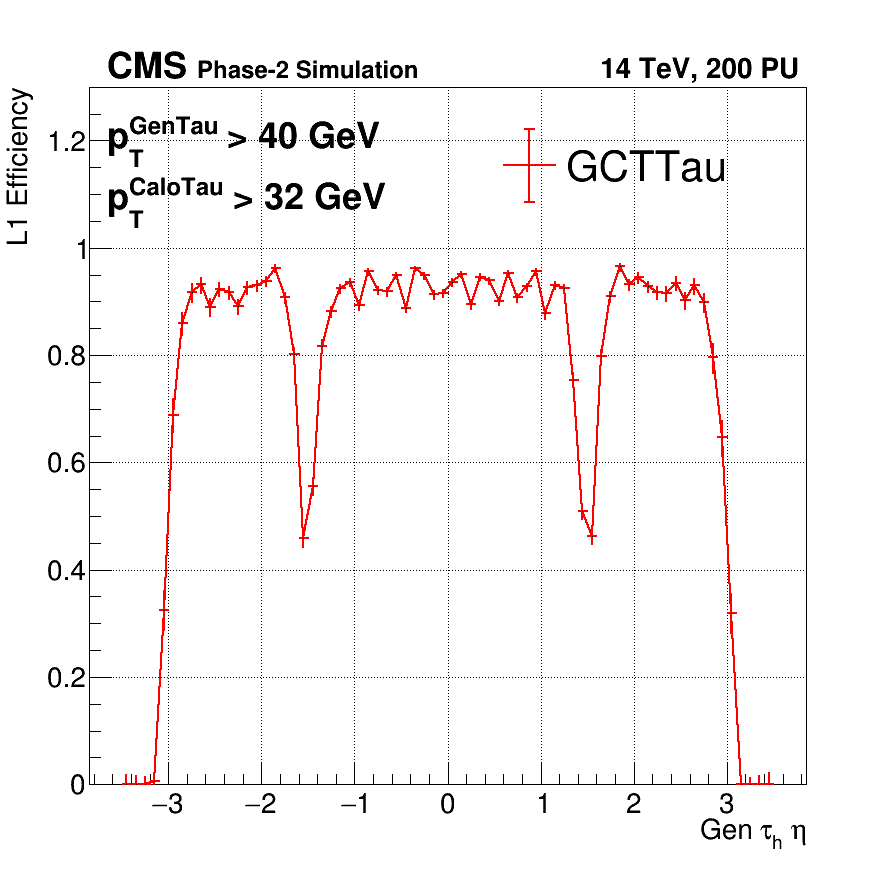 CMS Phase-2 Simulation
14 TeV, 200 PU
L1 Efficiency
p_T^GenTau > 40 GeV
p_T^CaloTau > 32 GeV
GCTTau
1.2
1
0.8
0.6
0.4
0.2
0
−3 −2 −1 0 1 2 3
Gen τ_h η